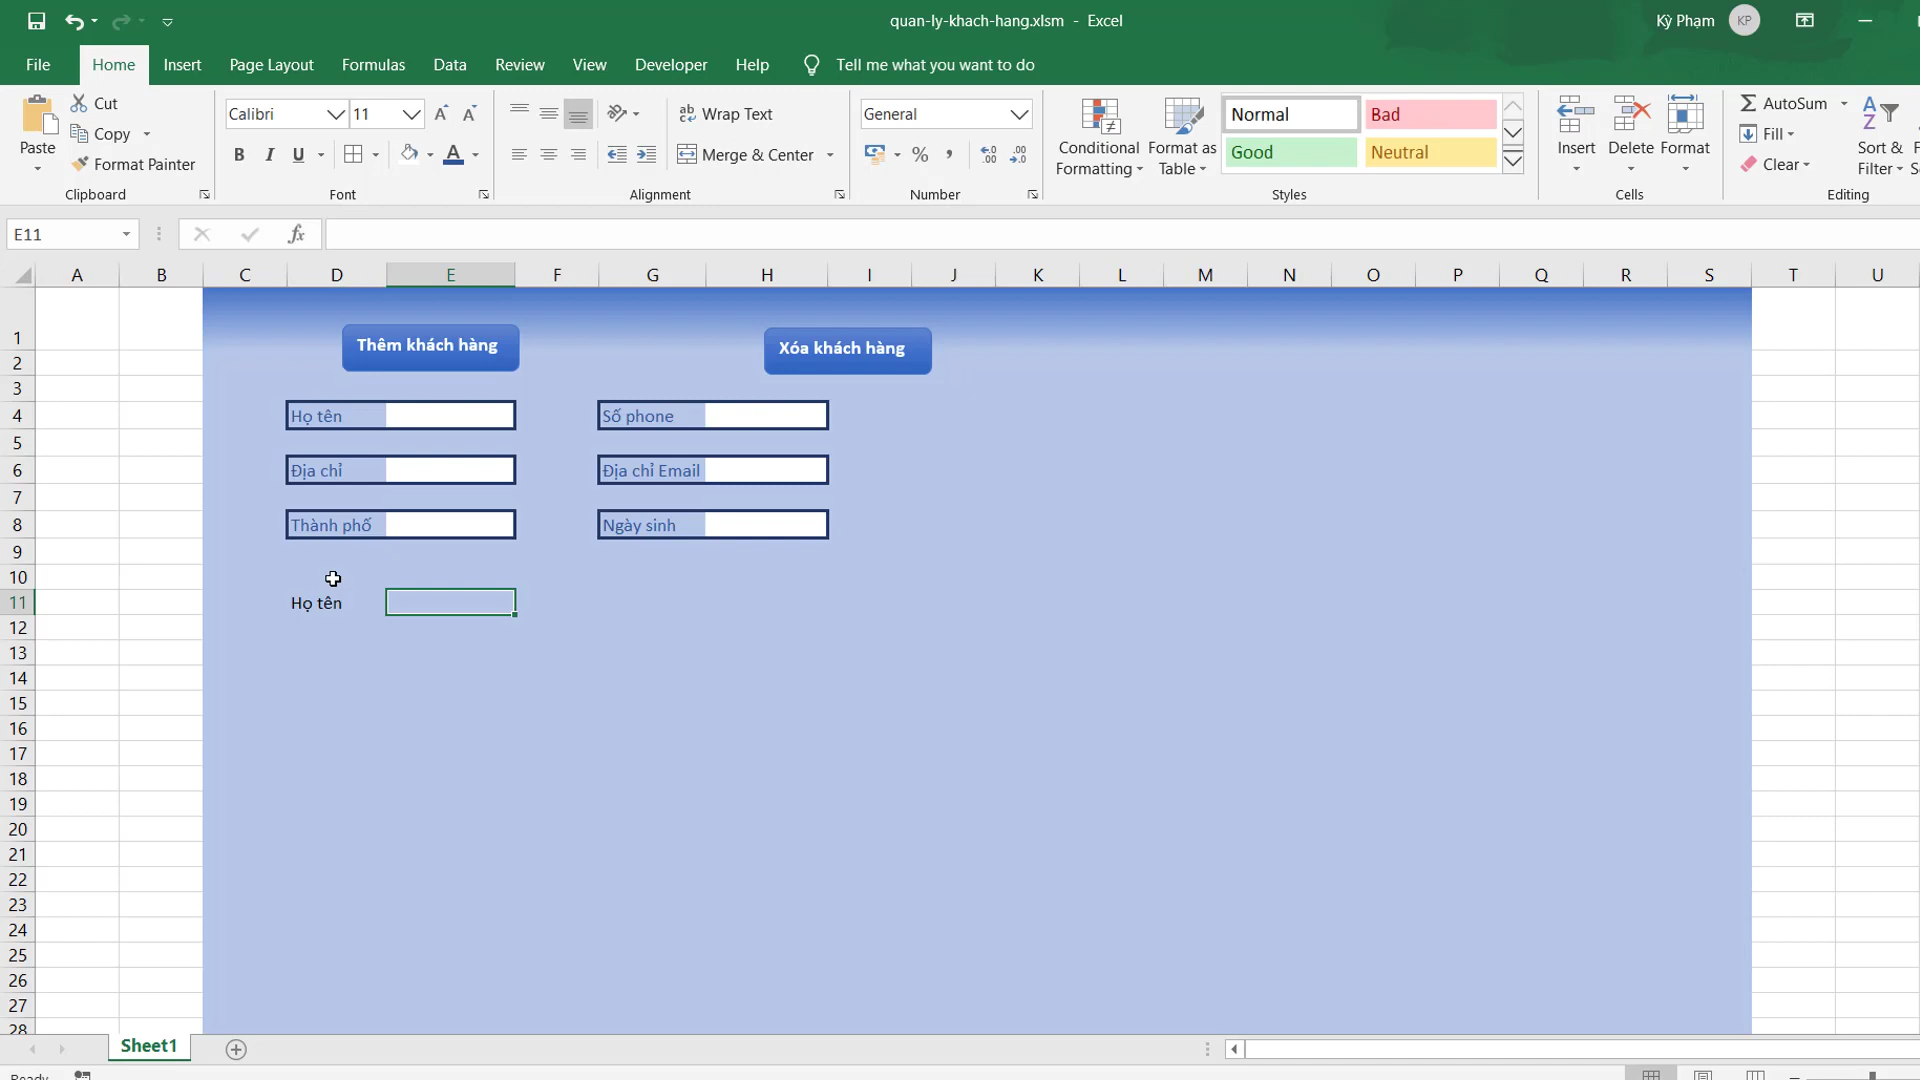 quan-ly-khach-hang.xlsm - Excel
Kỳ Phạm KP
File Home Insert Page Layout Formulas Data Review View Developer Help Tell me what you want to do
Paste
Cut
Copy
Format Painter
Clipboard
Calibri 11
B I U
Font
Wrap Text
Merge & Center
Alignment
General
Number
Conditional Formatting
Format as Table
Normal Bad
Good Neutral
Styles
Insert Delete Format
Cells
AutoSum
Fill
Clear
Sort &
Filter
Editing
E11 fx
A B C D E F G H I J K L M N O P Q R S T U
1
2
3
4
5
6
7
8
9
10
11
12
13
14
15
16
17
18
19
20
21
22
23
24
25
26
27
28
Thêm khách hàng Xóa khách hàng
Họ tên Số phone
Địa chỉ Địa chỉ Email
Thành phố Ngày sinh
Họ tên
Sheet1
Ready